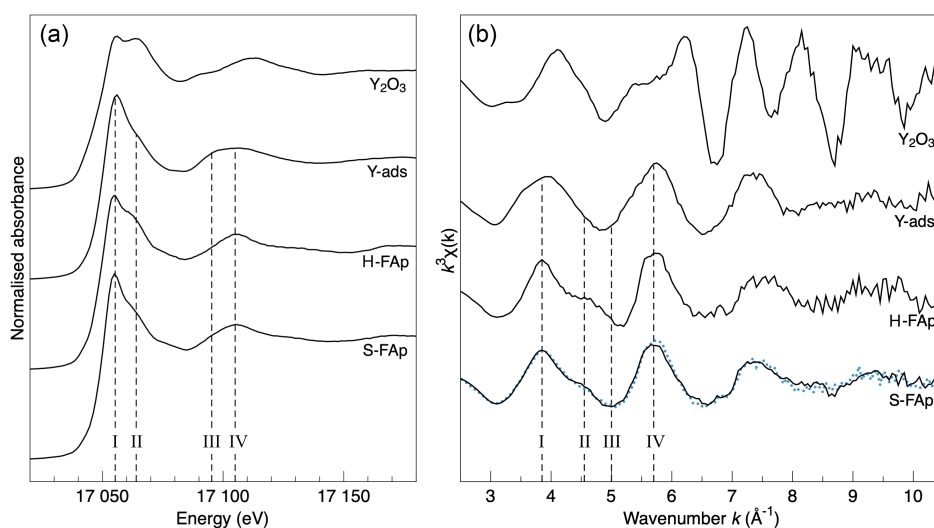 (a)
Normalised absorbance
Y₂O₃
Y-ads
H-FAp
S-FAp
I II III IV
17 050 17 100 17 150
Energy (eV)
(b)
k³χ(k)
Y₂O₃
Y-ads
H-FAp
S-FAp
I II III IV
3 4 5 6 7 8 9 10
Wavenumber k (Å⁻¹)